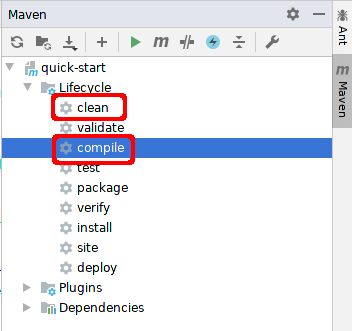 Maven
quick-start
Lifecycle
clean
validate
compile
test
package
verify
install
site
deploy
Plugins
Dependencies
Ant
Maven